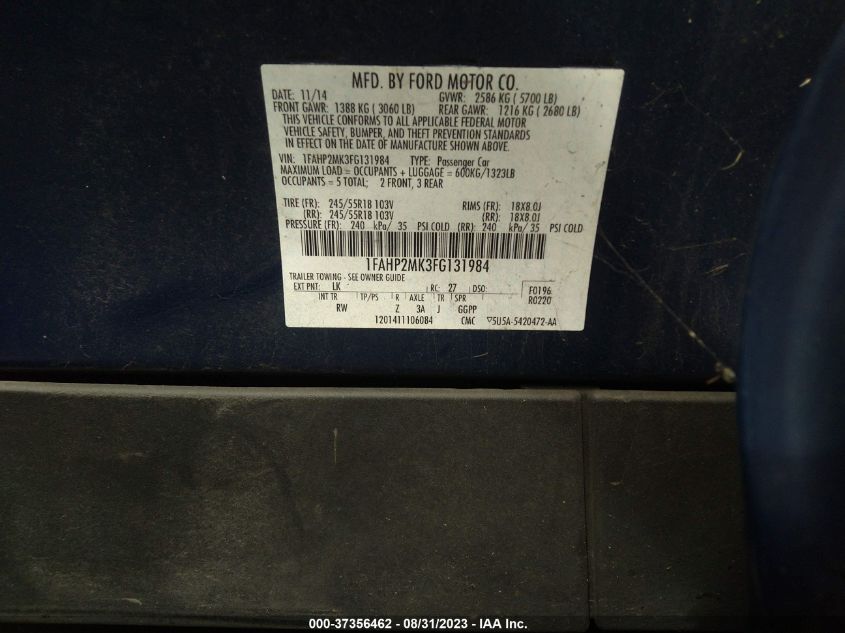 MFD. BY FORD MOTOR CO.
DATE: 11/14 GVWR: 2586 KG ( 5700 LB)
FRONT GAWR: 1388 KG ( 3060 LB) REAR GAWR: 1216 KG ( 2680 LB)
THIS VEHICLE CONFORMS TO ALL APPLICABLE FEDERAL MOTOR
VEHICLE SAFETY, BUMPER, AND THEFT PREVENTION STANDARDS
IN EFFECT ON THE DATE OF MANUFACTURE SHOWN ABOVE.
VIN: 1FAHP2MK3FG131984 TYPE: Passenger Car
MAXIMUM LOAD = OCCUPANTS + LUGGAGE = 600KG/1323LB
OCCUPANTS = 5 TOTAL; 2 FRONT, 3 REAR
TIRE (FR): 245/55R18 103V RIMS (FR): 18X8.0J
(RR): 245/55R18 103V (RR): 18X8.0J
PRESSURE (FR): 240 kPa/ 35 PSI COLD (RR): 240 kPa/ 35 PSI COLD
1FAHP2MK3FG131984
TRAILER TOWING - SEE OWNER GUIDE
EXT PNT: LK RC: 27 DSO: F0196
INT TR TP/PS R AXLE TR SPR R0220
RW Z 3A J GGPP
1201411106084 CMC ▽5U5A-5420472-AA
000-37356462 - 08/31/2023 - IAA Inc.